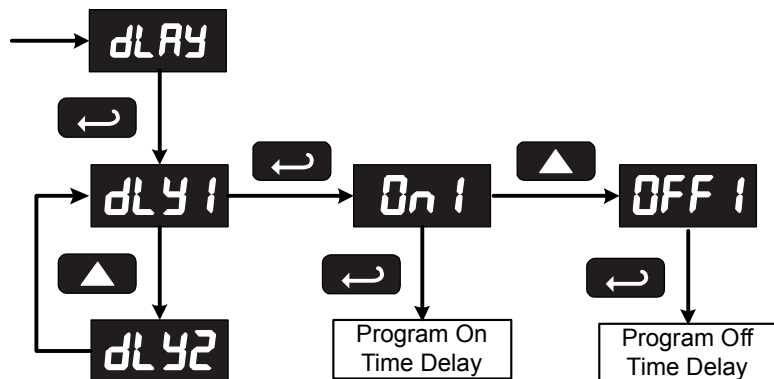 dLAY
dLY1
On1
OFF1
dLY2
Program On
Time Delay
Program Off
Time Delay